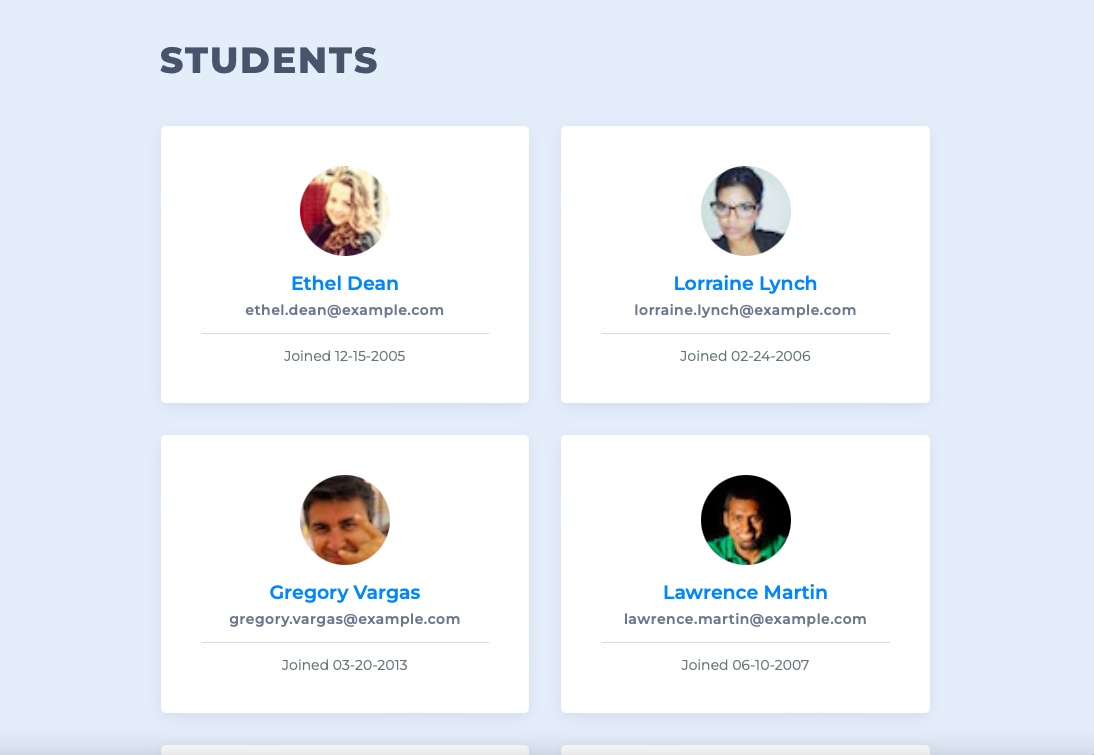 STUDENTS
Ethel Dean
ethel.dean@example.com
Joined 12-15-2005
Lorraine Lynch
lorraine.lynch@example.com
Joined 02-24-2006
Gregory Vargas
gregory.vargas@example.com
Joined 03-20-2013
Lawrence Martin
lawrence.martin@example.com
Joined 06-10-2007